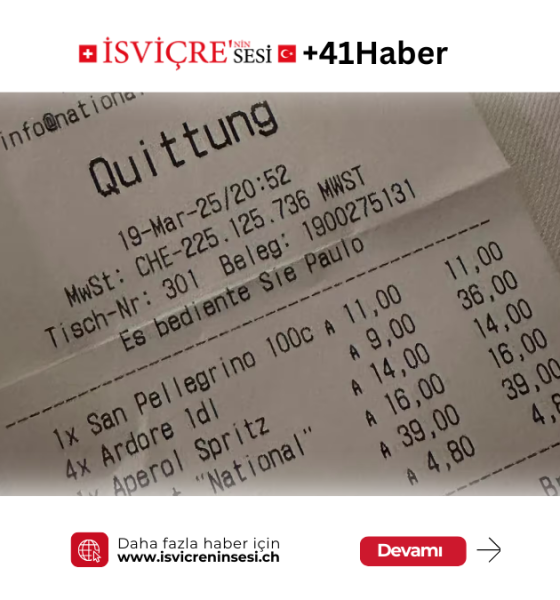 İSVİÇRE'NİN SESİ +41Haber
info@nationa
Quittung
19-Mar-25/20:52
MwSt: CHE-225.125.736 MWST
Tisch-Nr: 301 Beleg: 1900275131
Es bediente Sie Paulo
1x San Pellegrino 100c A 11,00 11,00
4x Ardore 1dl A 9,00 36,00
1x Aperol Spritz A 14,00 14,00
"National" A 16,00 16,00
A 39,00 39,00
A 4,80 4,8
Daha fazla haber için
www.isvicreninsesi.ch
Devamı